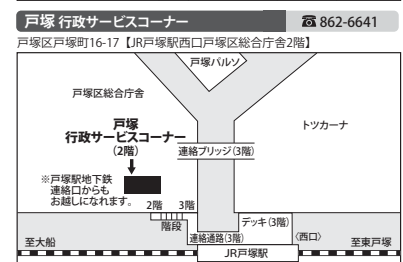 戸塚 行政サービスコーナー
☎ 862-6641
戸塚区戸塚町16-17【JR戸塚駅西口戸塚区総合庁舎2階】
戸塚パルソ
戸塚区総合庁舎
戸塚
行政サービスコーナー
(2階)
トツカーナ
連絡ブリッジ(3階)
※戸塚駅地下鉄
連絡口からも
お越しになれます。
2階 3階
階段
デッキ(3階)
連絡通路(3階)
〈西口〉
至大船
JR戸塚駅
至東戸塚